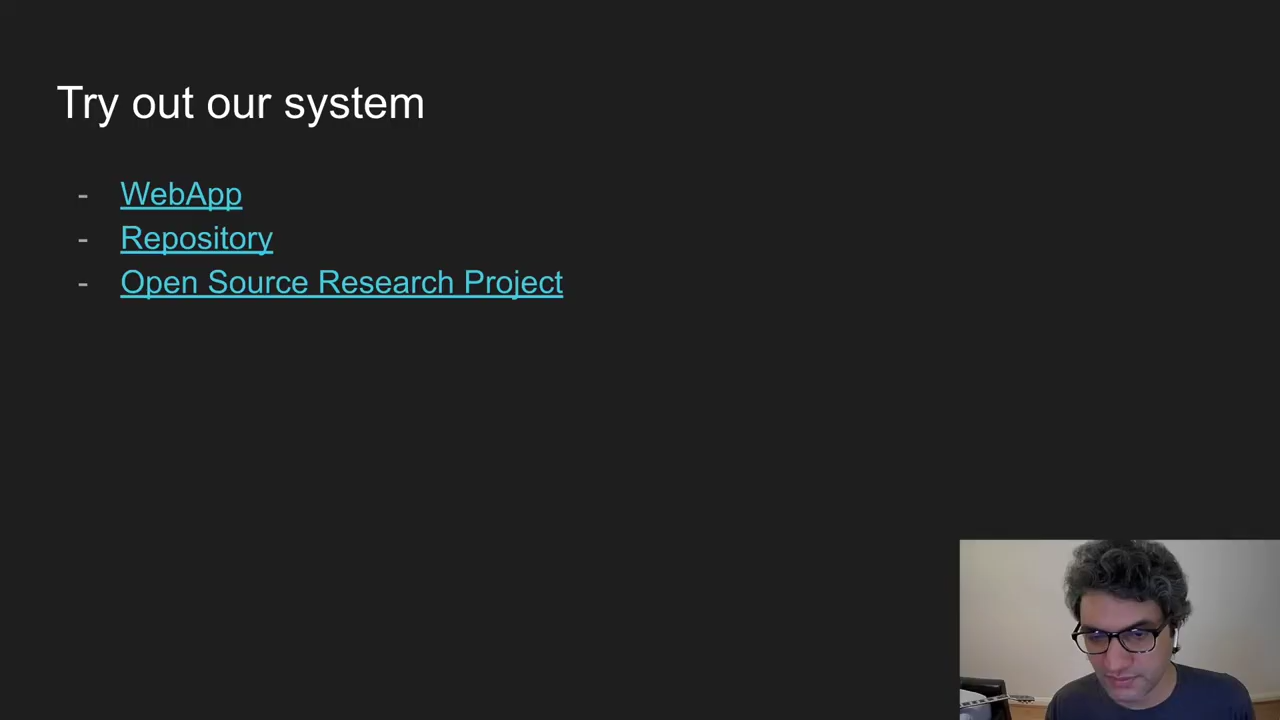 Try out our system
- WebApp
- Repository
- Open Source Research Project